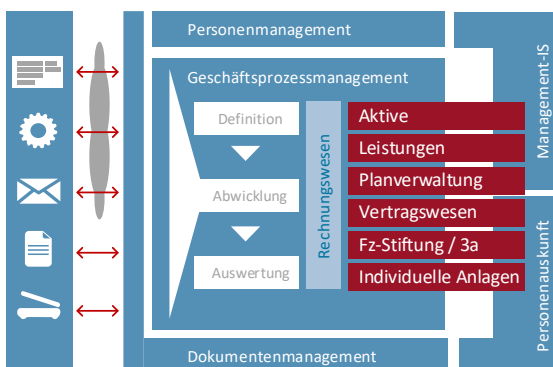 Personenmanagement
Geschäftsprozessmanagement
Definition
Abwicklung
Auswertung
Rechnungswesen
Aktive
Leistungen
Planverwaltung
Vertragswesen
Fz-Stiftung / 3a
Individuelle Anlagen
Management-IS
Personenauskunft
Dokumentenmanagement